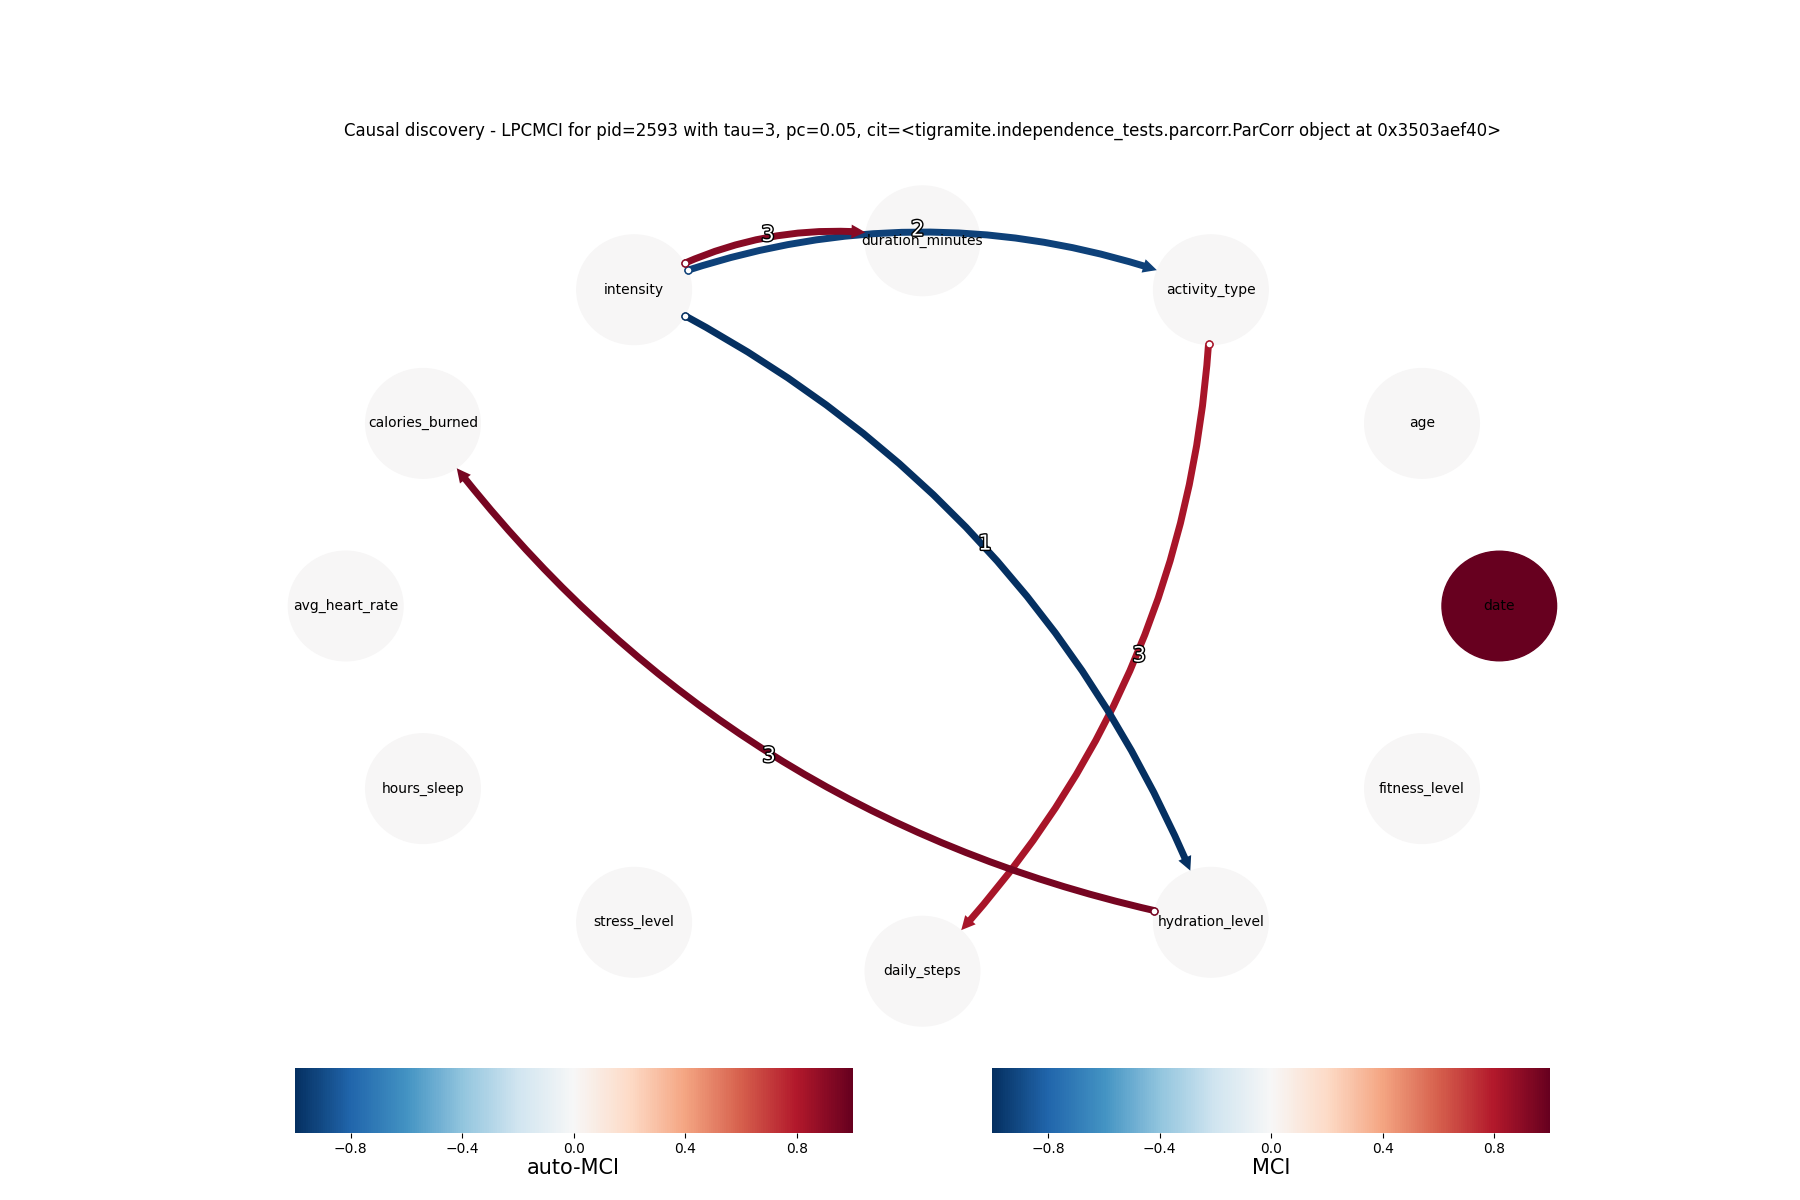 Causal discovery - LPCMCI for pid=2593 with tau=3, pc=0.05, cit=<tigramite.independence_tests.parcorr.ParCorr object at 0x3503aef40>
3
2
duration_minutes
intensity
activity_type
calories_burned
age
1
avg_heart_rate
date
3
3
hours_sleep
fitness_level
stress_level
hydration_level
daily_steps
−0.8 −0.4 0.0 0.4 0.8
auto-MCI
−0.8 −0.4 0.0 0.4 0.8
MCI